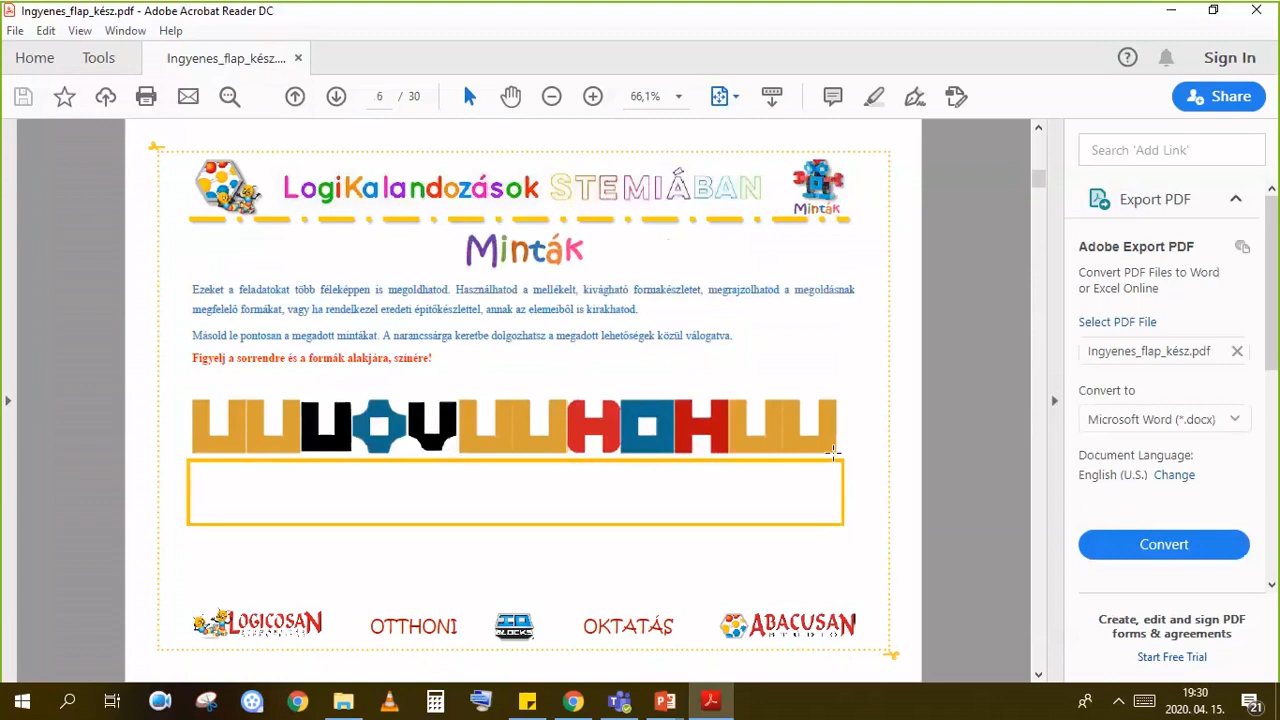 Ingyenes_flap_kész.pdf - Adobe Acrobat Reader DC
File Edit View Window Help
Home Tools Ingyenes_flap_kész.... × Sign In
6 / 30 66,1% Share
LogiKalandozások STEMIÁBAN
Minták
Minták
Ezeket a feladatokat több féleképpen is megoldhatod. Használhatod a mellékelt, kivágható formakészletet, megrajzolhatod a megoldásnak
megfelelő formákat, vagy ha rendelkezel eredeti építőkészlettel, annak az elemeiből is kirakhatod.
Másold le pontosan a megadott mintákat. A narancssárga keretbe dolgozhatsz a megadott lehetőségek közül válogatva.
Figyelj a sorrendre és a formák alakjára, színére!
LOGICOSAN OTTHONI IQ BLOCKS OKTATÁS ABACUSAN STUDIO
Search 'Add Link'
Export PDF
Adobe Export PDF
Convert PDF Files to Word
or Excel Online
Select PDF File
Ingyenes_flap_kész.pdf
Convert to
Microsoft Word (*.docx)
Document Language:
English (U.S.) Change
Convert
Create, edit and sign PDF
forms & agreements
Start Free Trial
19:30
2020. 04. 15.
21